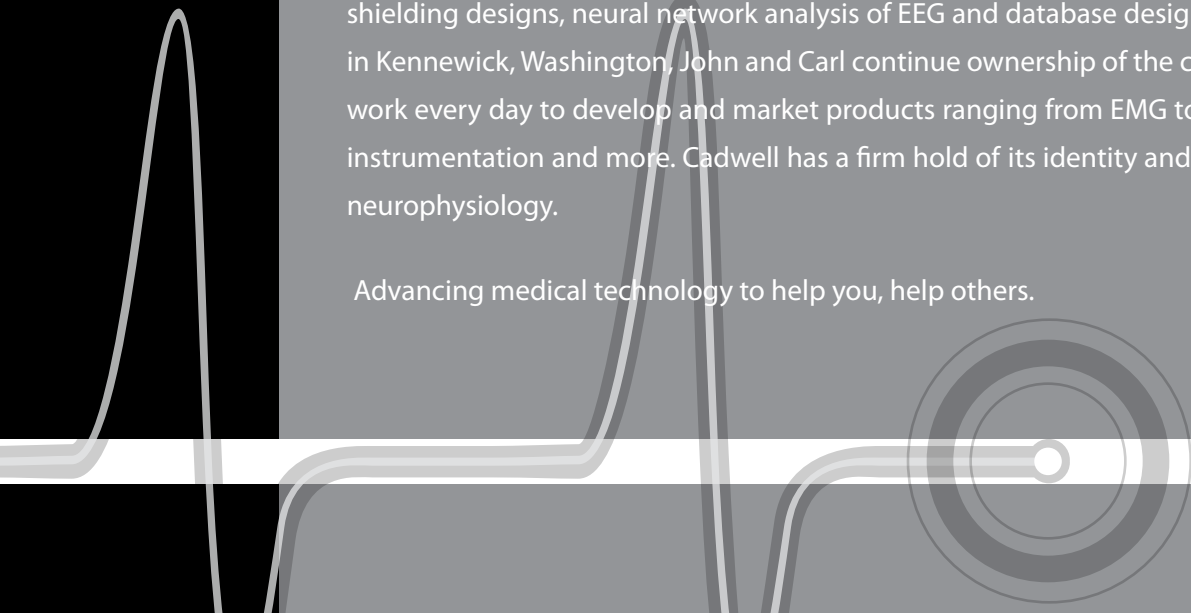 shielding designs, neural network analysis of EEG and database desig
in Kennewick, Washington, John and Carl continue ownership of the c
work every day to develop and market products ranging from EMG to
instrumentation and more. Cadwell has a firm hold of its identity and
neurophysiology.
Advancing medical technology to help you, help others.